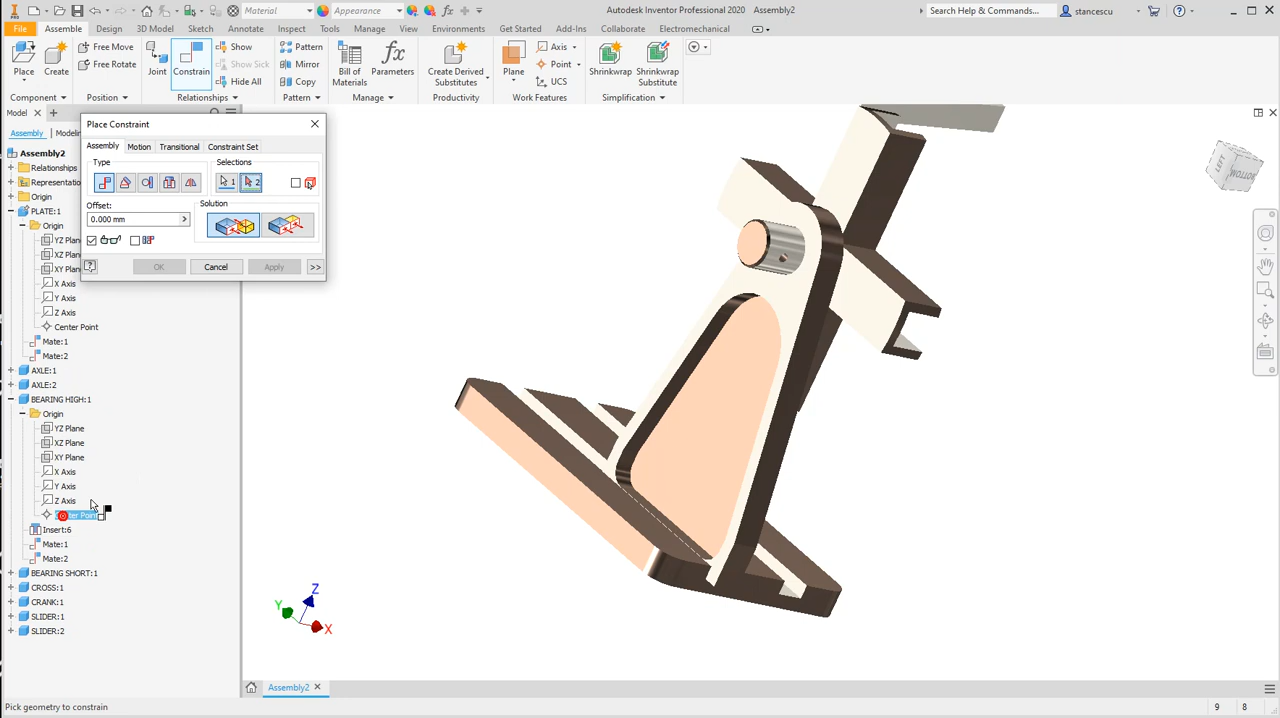 Material
Appearance
Autodesk Inventor Professional 2020 Assembly2
Search Help & Commands...
stancescu
File
Assemble
Design
3D Model
Sketch
Annotate
Inspect
Tools
Manage
View
Environments
Get Started
Add-Ins
Collaborate
Electromechanical
Place
Create
Free Move
Free Rotate
Joint
Constrain
Show
Show Sick
Hide All
Pattern
Mirror
Copy
Bill of Materials
Parameters
Create Derived Substitutes
Plane
Axis
Point
UCS
Shrinkwrap
Shrinkwrap Substitute
Component
Position
Relationships
Pattern
Manage
Productivity
Work Features
Simplification
Model
Assembly
Assembly2
Relationships
Origin
PLATE:1
Origin
X Axis
Y Axis
Z Axis
Center Point
Mate:1
Mate:2
AXLE:1
AXLE:2
BEARING HIGH:1
Origin
YZ Plane
XZ Plane
XY Plane
X Axis
Y Axis
Z Axis
Insert:6
Mate:1
Mate:2
BEARING SHORT:1
CROSS:1
CRANK:1
SLIDER:1
SLIDER:2
Place Constraint
Assembly
Motion
Transitional
Constraint Set
Type
Selections
1
2
Offset:
0.000 mm
Solution
OK
Cancel
Apply
>>
LEFT
BOTTOM
Z
Y
X
Assembly2
Pick geometry to constrain
9
8